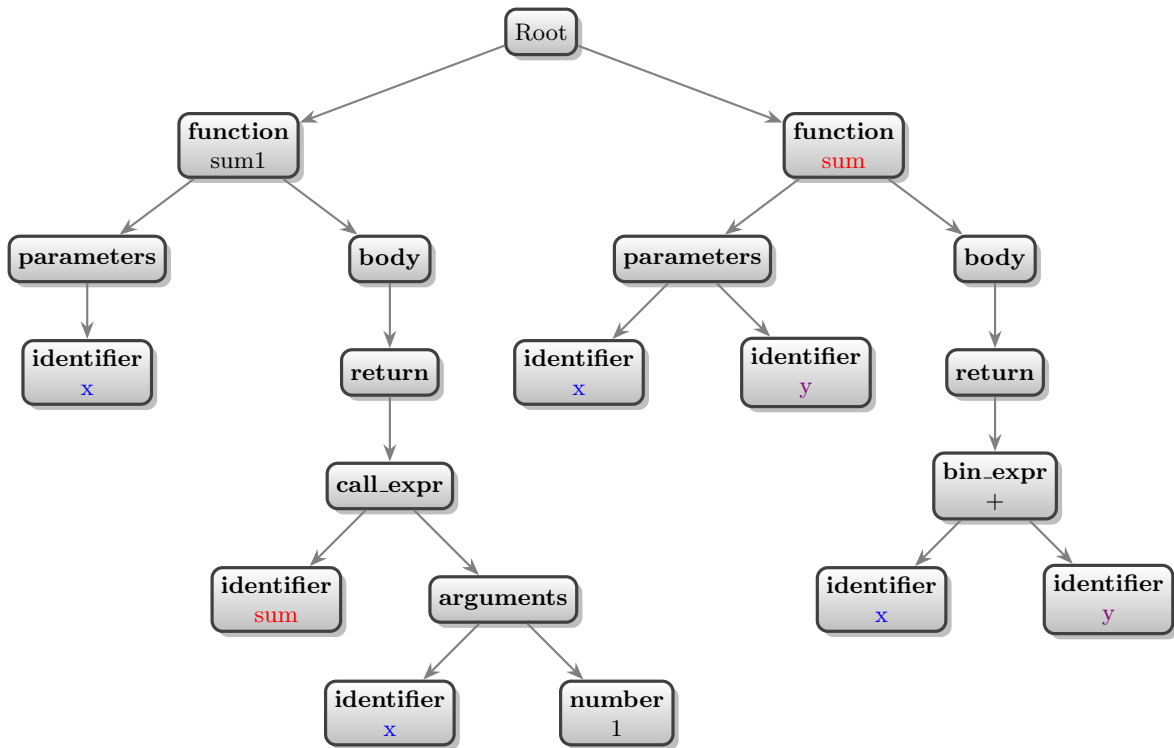 Root
function
sum1
function
sum
parameters
body
parameters
body
identifier
x
return
identifier
x
identifier
y
return
call_expr
bin_expr
+
identifier
sum
arguments
identifier
x
identifier
y
identifier
x
number
1